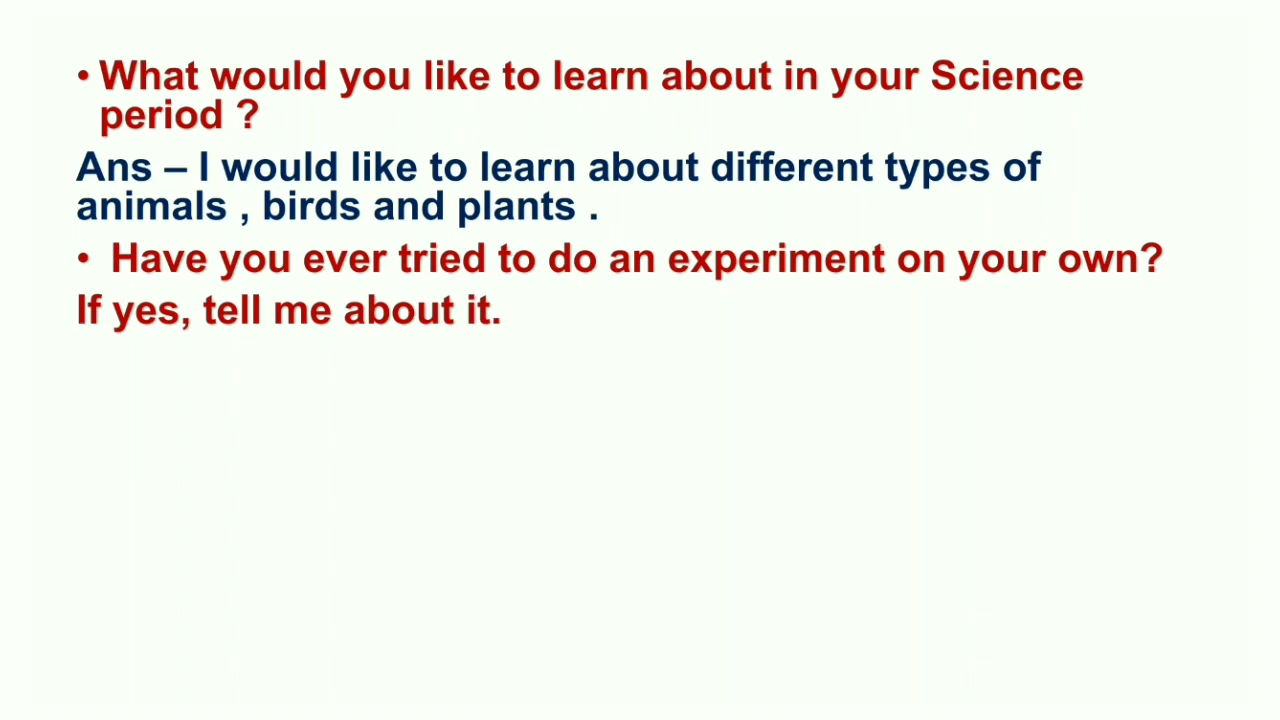 • What would you like to learn about in your Science
period ?
Ans – I would like to learn about different types of
animals , birds and plants .
• Have you ever tried to do an experiment on your own?
If yes, tell me about it.